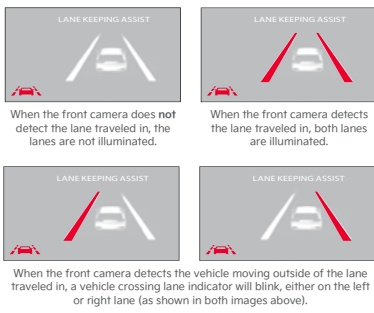 LANE KEEPING ASSIST
LANE KEEPING ASSIST
When the front camera does not
detect the lane traveled in, the
lanes are not illuminated.
When the front camera detects
the lane traveled in, both lanes
are illuminated.
LANE KEEPING ASSIST
LANE KEEPING ASSIST
When the front camera detects the vehicle moving outside of the lane
traveled in, a vehicle crossing lane indicator will blink, either on the left
or right lane (as shown in both images above).